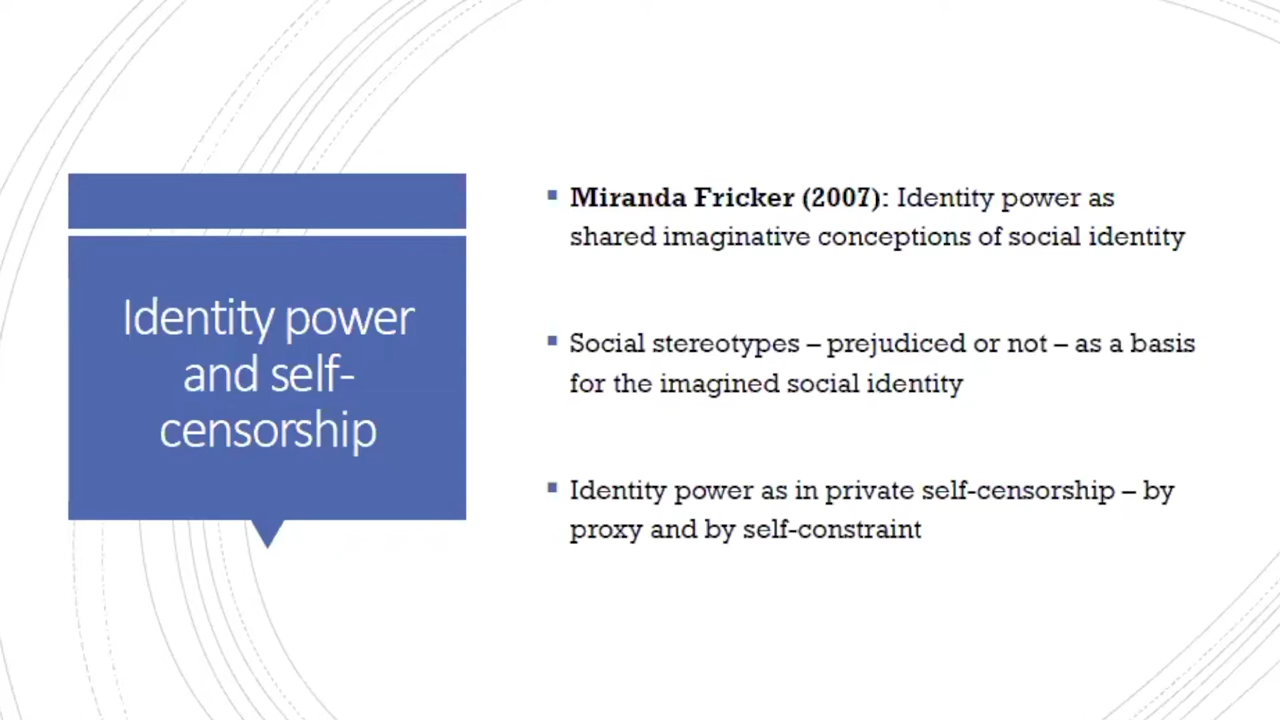 Identity power
and self-
censorship
▪ Miranda Fricker (2007): Identity power as
shared imaginative conceptions of social identity
▪ Social stereotypes – prejudiced or not – as a basis
for the imagined social identity
▪ Identity power as in private self-censorship – by
proxy and by self-constraint